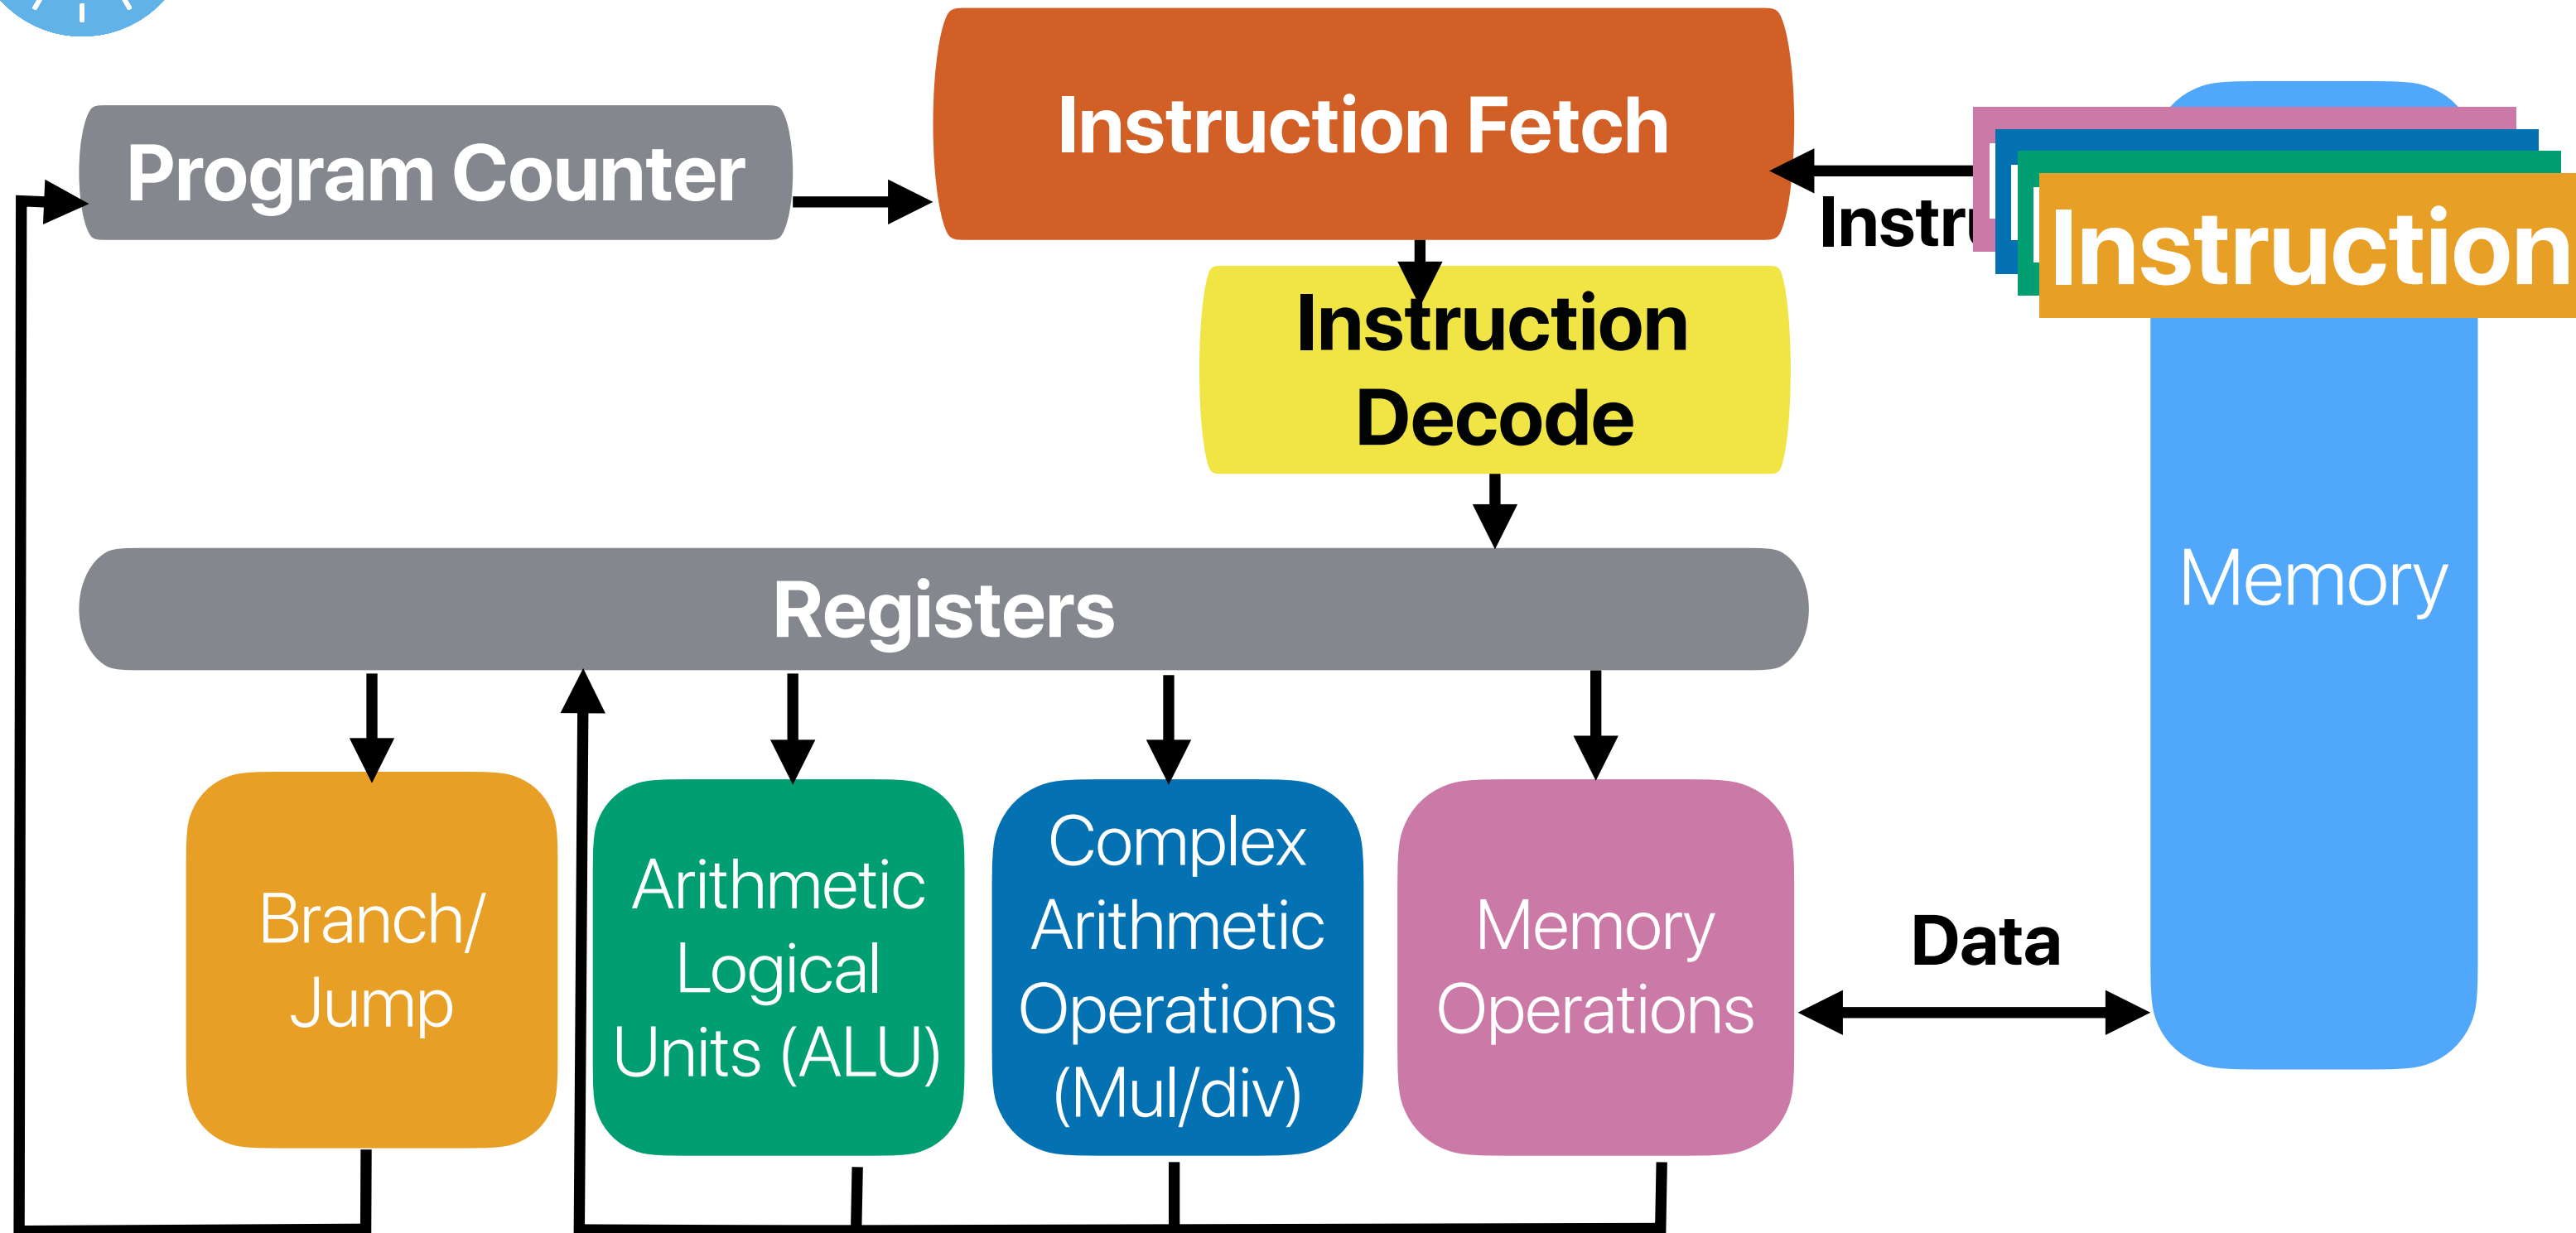 Program Counter
Instruction Fetch
Instruction
Instruction
Decode
Registers
Memory
Branch/
Jump
Arithmetic
Logical
Units (ALU)
Complex
Arithmetic
Operations
(Mul/div)
Memory
Operations
Data